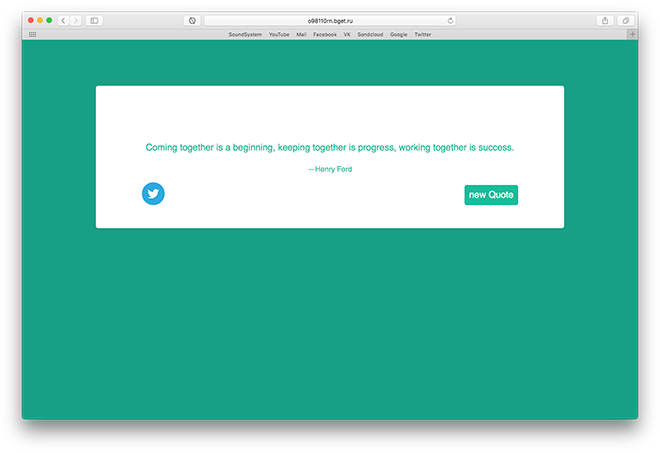 o98110rn.bget.ru
SoundSystem YouTube Mail Facebook VK Sondcloud Google Twitter
Coming together is a beginning, keeping together is progress, working together is success.
—Henry Ford
new Quote